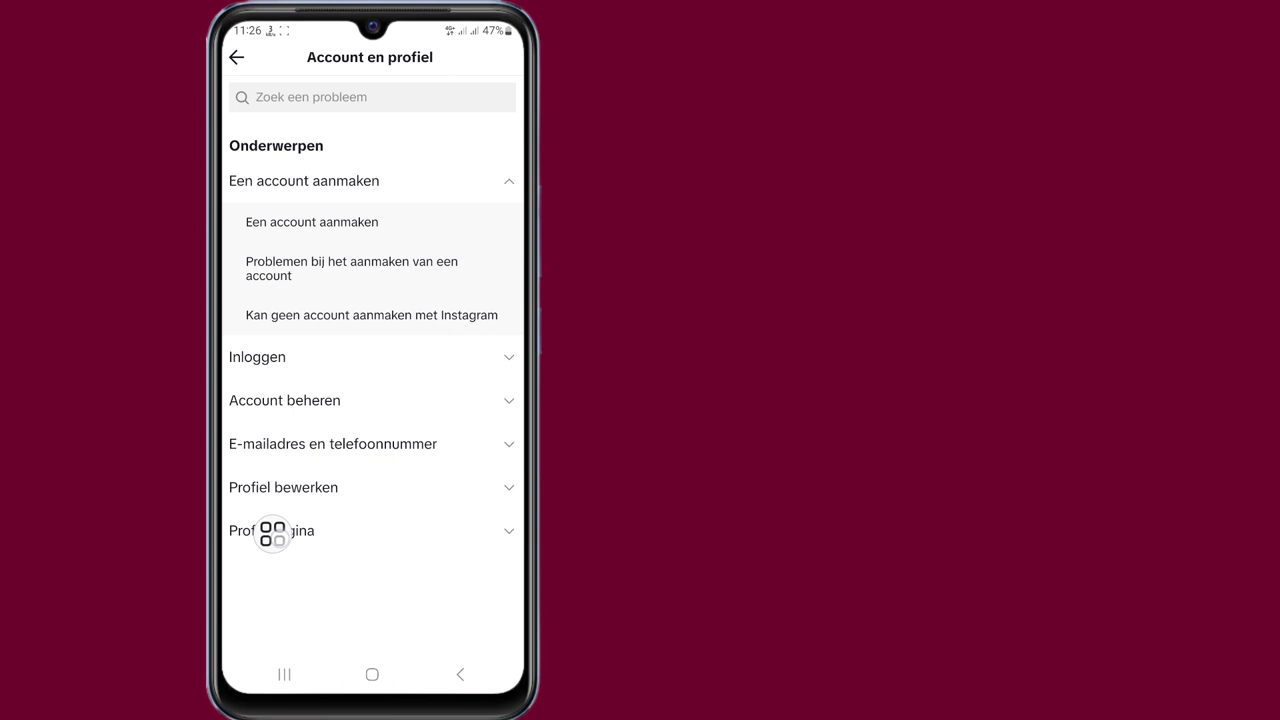 11:26
47%
Account en profiel
Zoek een probleem
Onderwerpen
Een account aanmaken
Een account aanmaken
Problemen bij het aanmaken van een
account
Kan geen account aanmaken met Instagram
Inloggen
Account beheren
E-mailadres en telefoonnummer
Profiel bewerken